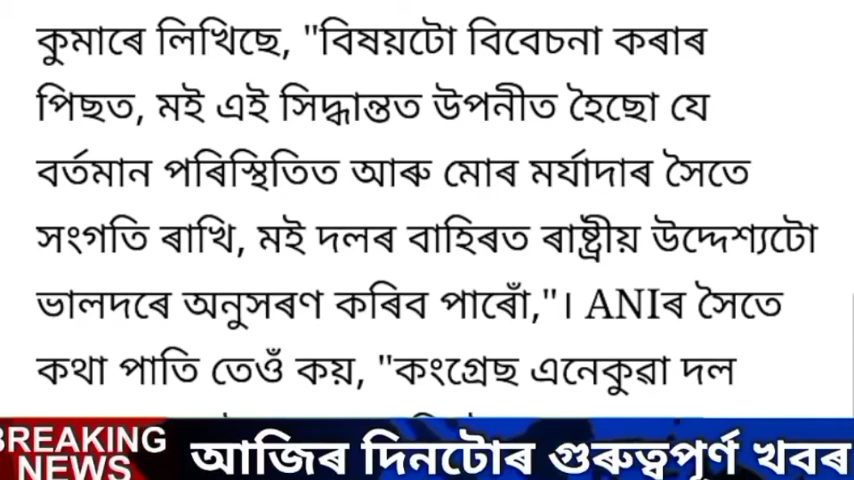 কুমাৰে লিখিছে, "বিষয়টো বিবেচনা কৰাৰ
পিছত, মই এই সিদ্ধান্তত উপনীত হৈছো যে
বৰ্তমান পৰিস্থিতিত আৰু মোৰ মৰ্যাদাৰ সৈতে
সংগতি ৰাখি, মই দলৰ বাহিৰত ৰাষ্ট্ৰীয় উদ্দেশ্যটো
ভালদৰে অনুসৰণ কৰিব পাৰোঁ,"। ANIৰ সৈতে
কথা পাতি তেওঁ কয়, "কংগ্ৰেছ এনেকুৱা দল
BREAKING
NEWS
আজিৰ দিনটোৰ গুৰুত্বপূৰ্ণ খবৰ